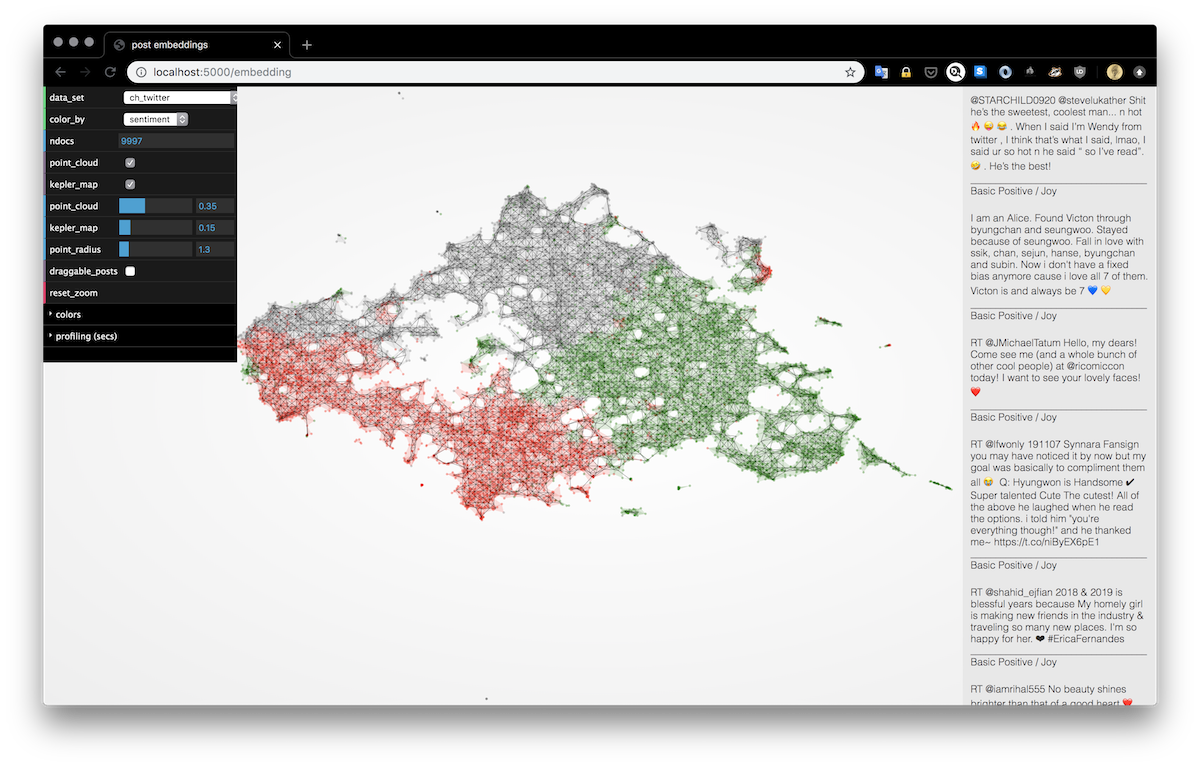 post embeddings
localhost:5000/embedding
data_set ch_twitter
color_by sentiment
ndocs 9997
point_cloud
kepler_map
point_cloud 0.35
kepler_map 0.15
point_radius 1.3
draggable_posts
reset_zoom
colors
profiling (secs)
@STARCHILD0920 @stevelukather Shit
he's the sweetest, coolest man... n hot
🔥 😜 😂 . When I said I'm Wendy from
twitter , I think that's what I said, lmao, I
said ur so hot n he said “ so I've read”.
🤣 . He's the best!
Basic Positive / Joy
I am an Alice. Found Victon through
byungchan and seungwoo. Stayed
because of seungwoo. Fall in love with
ssik, chan, sejun, hanse, byungchan
and subin. Now i don't have a fixed
bias anymore cause i love all 7 of them.
Victon is and always be 7 💙 💛
Basic Positive / Joy
RT @JMichaelTatum Hello, my dears!
Come see me (and a whole bunch of
other cool people) at @ricomiccon
today! I want to see your lovely faces!
❤️
Basic Positive / Joy
RT @lfwonly 191107 Synnara Fansign
you may have noticed it by now but my
goal was basically to compliment them
all 😭 Q: Hyungwon is Handsome ✔
Super talented Cute The cutest! All of
the above he laughed when he read
the options. i told him "you're
everything though!" and he thanked
me~ https://t.co/niByEX6pE1
Basic Positive / Joy
RT @shahid_ejfian 2018 & 2019 is
blessful years because My homely girl
is making new friends in the industry &
traveling so many new places. I'm so
happy for her. ❤ #EricaFernandes
Basic Positive / Joy
RT @iamrihal555 No beauty shines
brighter than that of a good heart ❤️